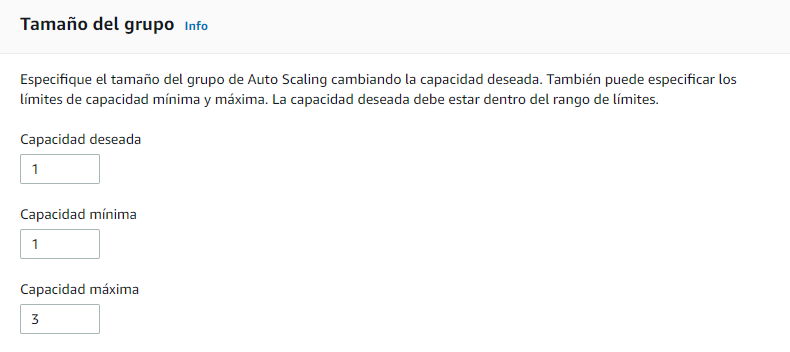 Tamaño del grupo Info
Especifique el tamaño del grupo de Auto Scaling cambiando la capacidad deseada. También puede especificar los
límites de capacidad mínima y máxima. La capacidad deseada debe estar dentro del rango de límites.
Capacidad deseada
1
Capacidad mínima
1
Capacidad máxima
3